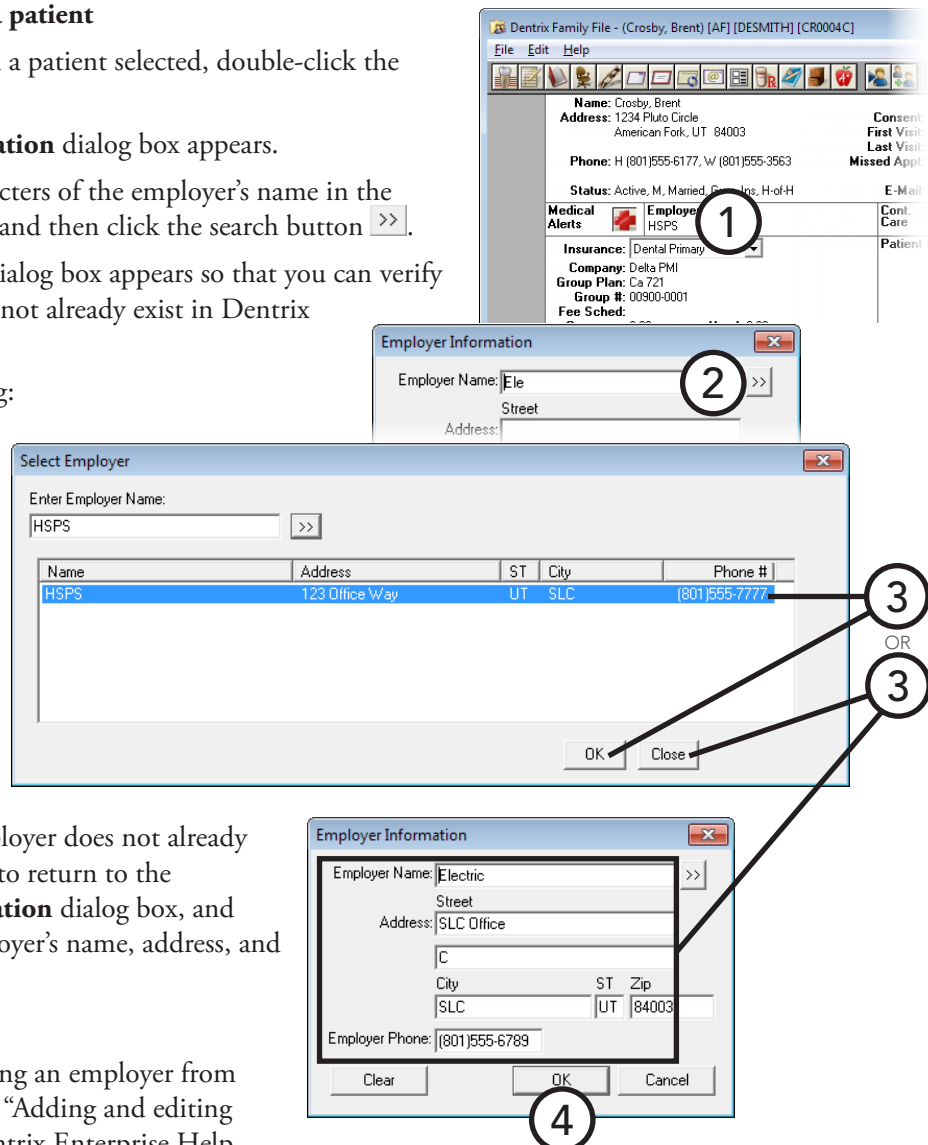 a patient
a patient selected, double-click the
ation dialog box appears.
cters of the employer's name in the
and then click the search button >>.
ialog box appears so that you can verify
not already exist in Dentrix
g:
Dentrix Family File - (Crosby, Brent) [AF] [DESMITH] [CR0004C]
File Edit Help
Name: Crosby, Brent
Address: 1234 Pluto Circle
American Fork, UT 84003
Consent:
First Visit:
Last Visit:
Phone: H (801)555-6177, W (801)555-3563
Missed Appt:
Status: Active, M, Married, Guar, Ins, H-of-H
E-Mail:
Medical Alerts
Employer
HSPS
1
Cont. Care
Insurance: Dental Primary
Patient
Company: Delta PMI
Group Plan: Ca 721
Group #: 00900-0001
Fee Sched:
Employer Information
Employer Name: Ele
2
>>
Street
Address:
Select Employer
Enter Employer Name:
HSPS >>
Name Address ST City Phone #
HSPS 123 Office Way UT SLC (801)555-7777
3
OR
3
OK Close
ployer does not already
to return to the
ation dialog box, and
oyer's name, address, and
ng an employer from
"Adding and editing
ntrix Enterprise Help
Employer Information
Employer Name: Electric >>
Street
Address: SLC Office
C
City ST Zip
SLC UT 84003
Employer Phone: (801)555-6789
Clear OK Cancel
4